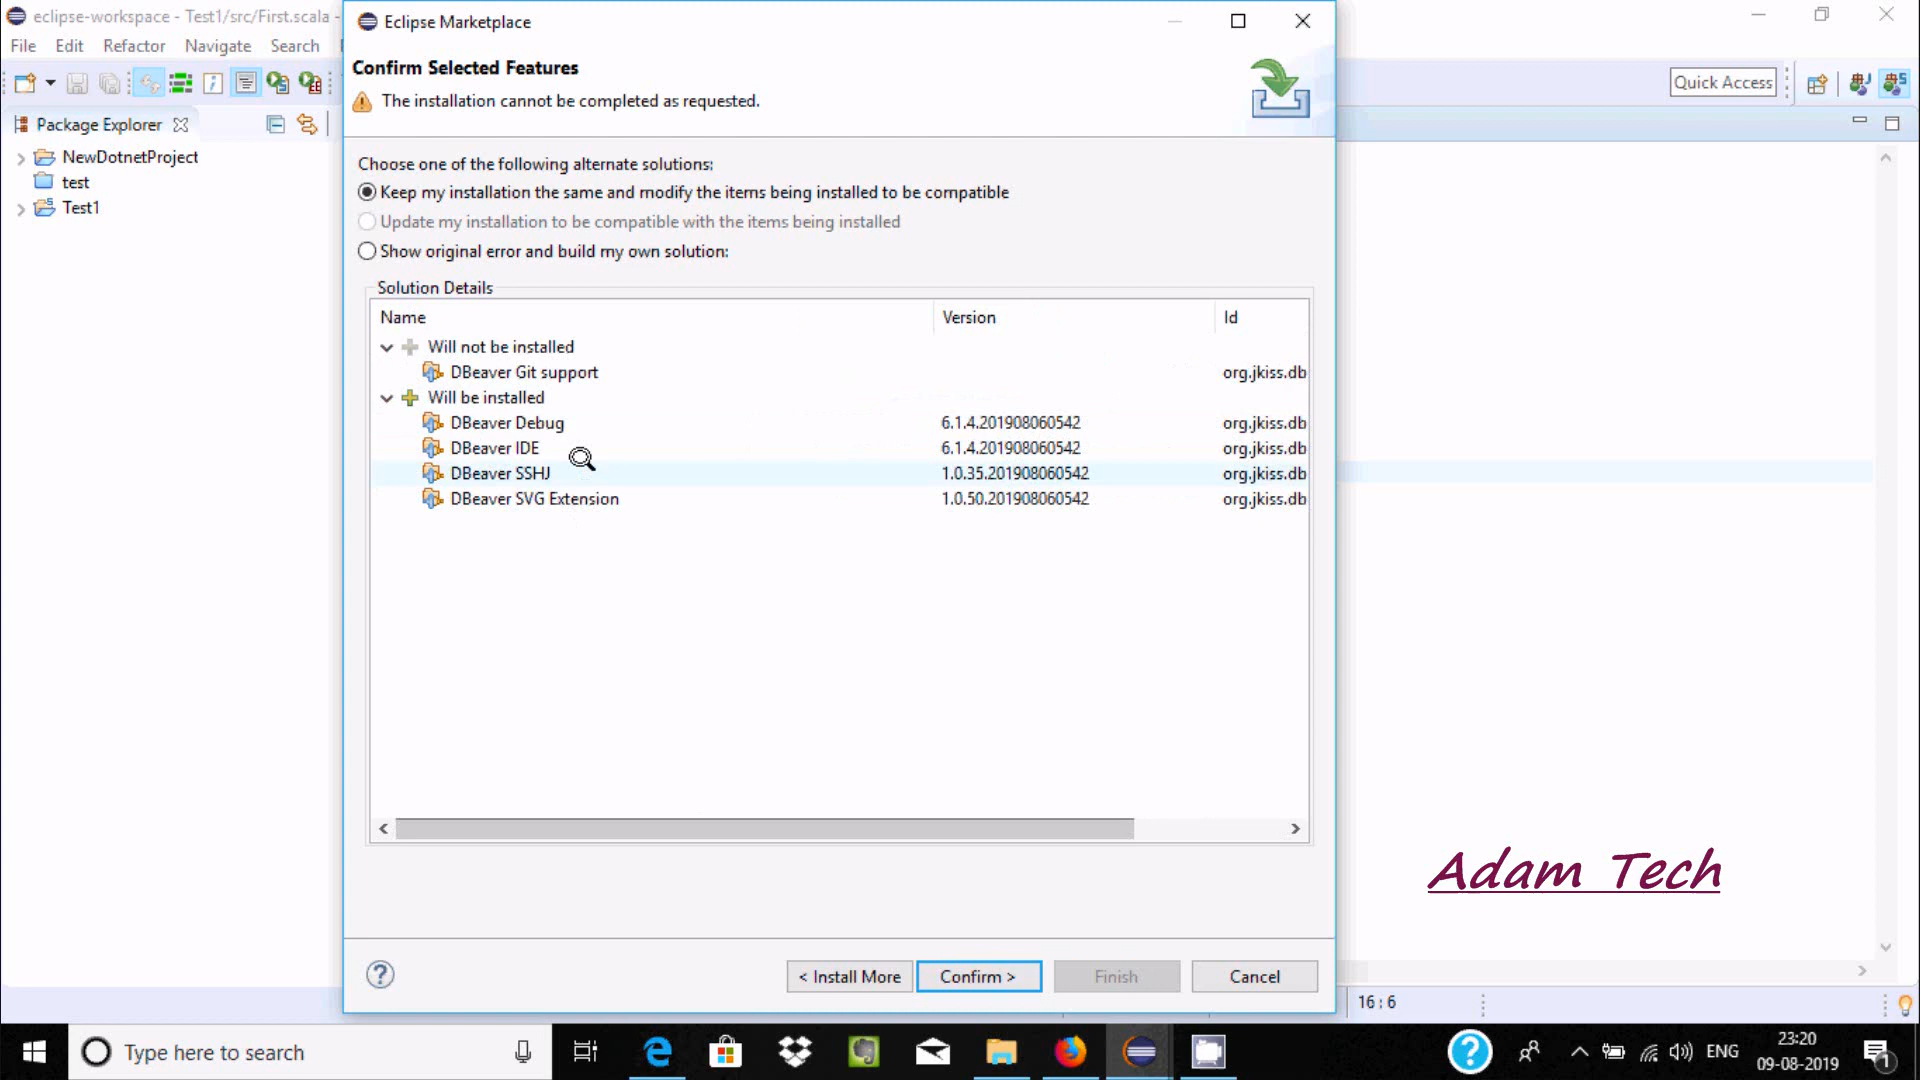 eclipse-workspace - Test1/src/First.scala -
File Edit Refactor Navigate Search
Quick Access
Package Explorer
NewDotnetProject
test
Test1
Eclipse Marketplace
Confirm Selected Features
The installation cannot be completed as requested.
Choose one of the following alternate solutions:
Keep my installation the same and modify the items being installed to be compatible
Update my installation to be compatible with the items being installed
Show original error and build my own solution:
Solution Details
Name Version Id
Will not be installed
DBeaver Git support org.jkiss.db
Will be installed
DBeaver Debug 6.1.4.201908060542 org.jkiss.db
DBeaver IDE 6.1.4.201908060542 org.jkiss.db
DBeaver SSHJ 1.0.35.201908060542 org.jkiss.db
DBeaver SVG Extension 1.0.50.201908060542 org.jkiss.db
Adam Tech
< Install More Confirm > Finish Cancel
16 : 6
Type here to search
ENG
23:20
09-08-2019
1